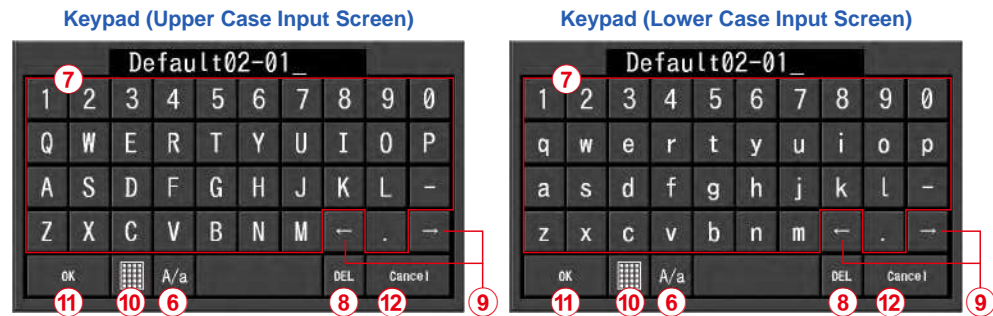 Keypad (Upper Case Input Screen)
Default02-01_
⑦
1 2 3 4 5 6 7 8 9 0
Q W E R T Y U I O P
A S D F G H J K L -
Z X C V B N M ← . →
OK A/a DEL Cancel
⑪ ⑩ ⑥ ⑧ ⑫ ⑨
Keypad (Lower Case Input Screen)
Default02-01_
⑦
1 2 3 4 5 6 7 8 9 0
q w e r t y u i o p
a s d f g h j k l -
z x c v b n m ← . →
OK A/a DEL Cancel
⑪ ⑩ ⑥ ⑧ ⑫ ⑨